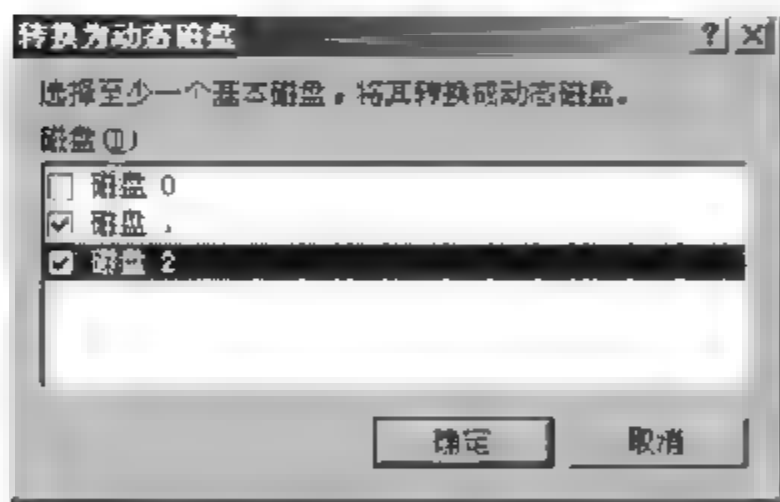 转换为动态磁盘 ? ×
选择至少一个基本磁盘，将其转换成动态磁盘。
磁盘(D)
磁盘 0
磁盘
磁盘 2
确定 取消